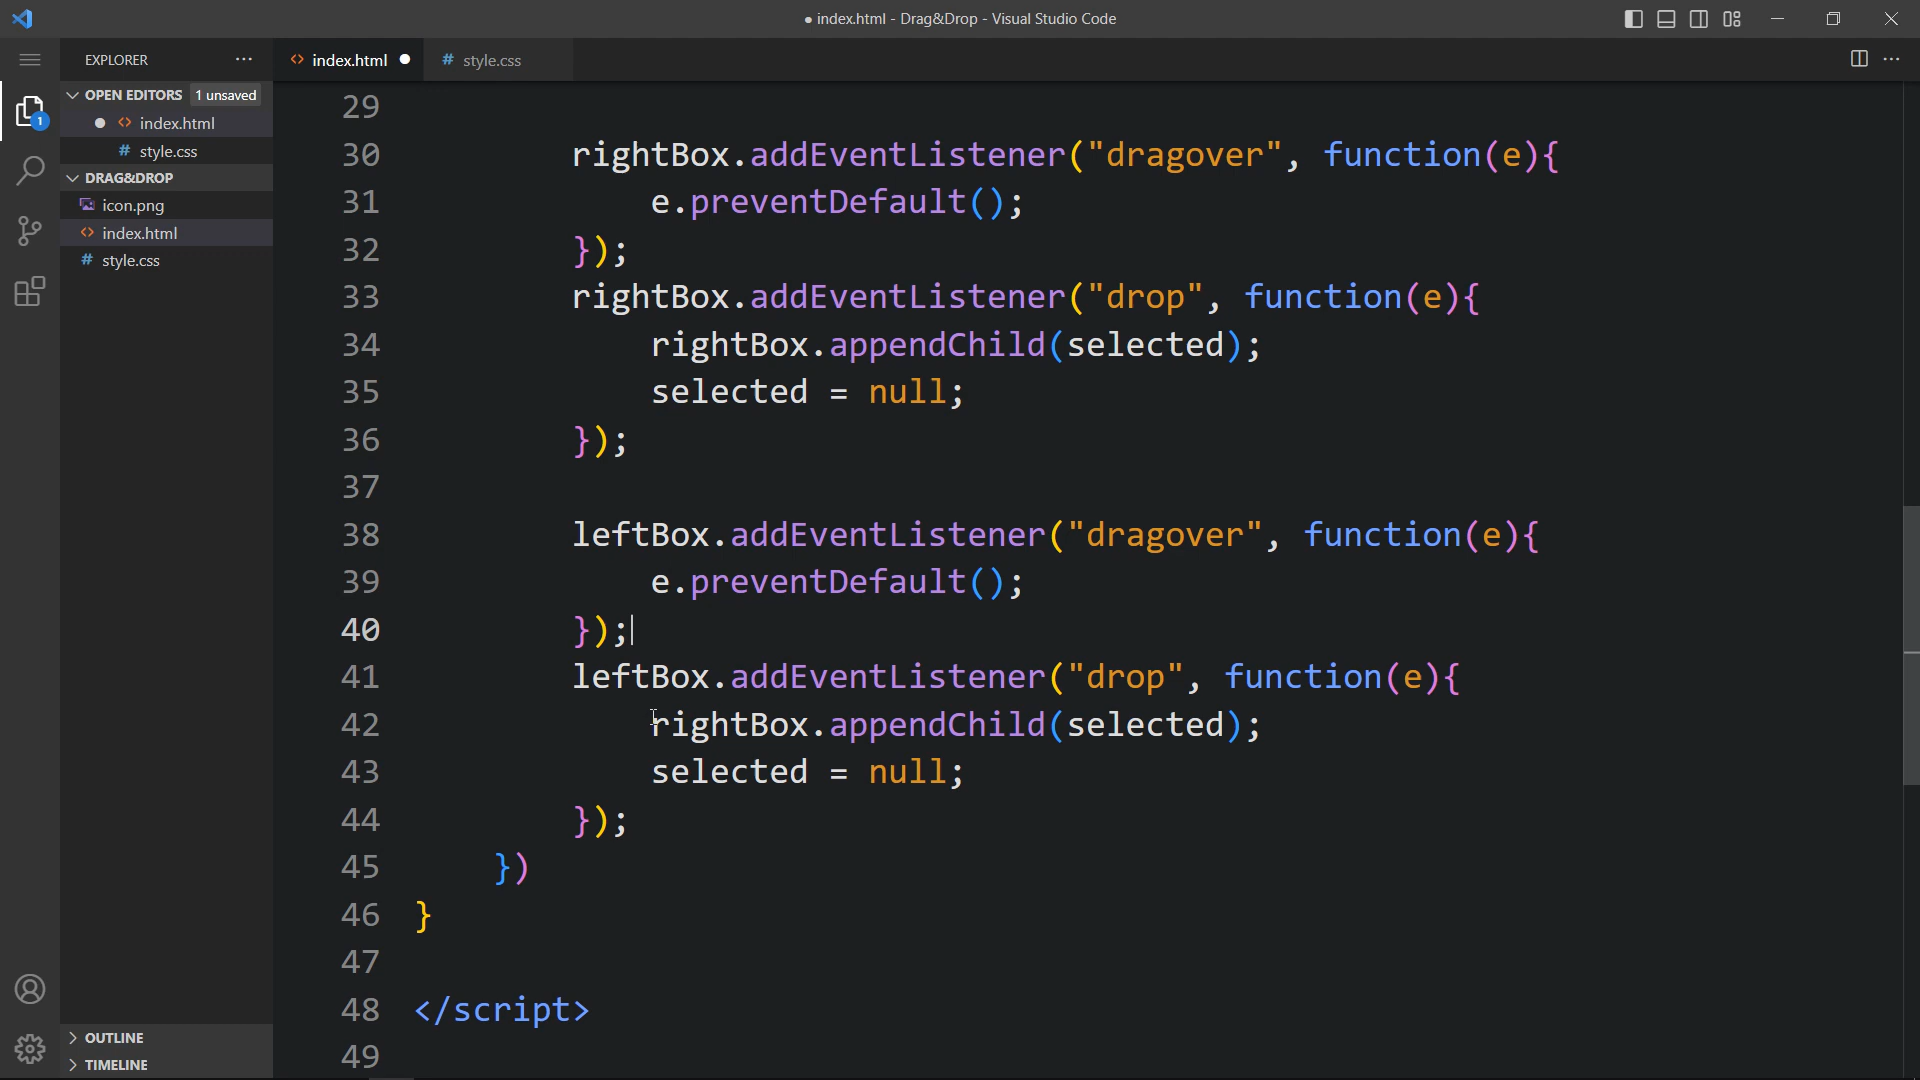 index.html - Drag&Drop - Visual Studio Code
EXPLORER
index.html
# style.css
OPEN EDITORS 1 unsaved
1
<> index.html
# style.css
DRAG&DROP
icon.png
<> index.html
# style.css
29
30 rightBox.addEventListener("dragover", function(e){
31 e.preventDefault();
32 });
33 rightBox.addEventListener("drop", function(e){
34 rightBox.appendChild(selected);
35 selected = null;
36 });
37
38 leftBox.addEventListener("dragover", function(e){
39 e.preventDefault();
40 });
41 leftBox.addEventListener("drop", function(e){
42 rightBox.appendChild(selected);
43 selected = null;
44 });
45 })
46 }
47
48 </script>
49
OUTLINE
TIMELINE